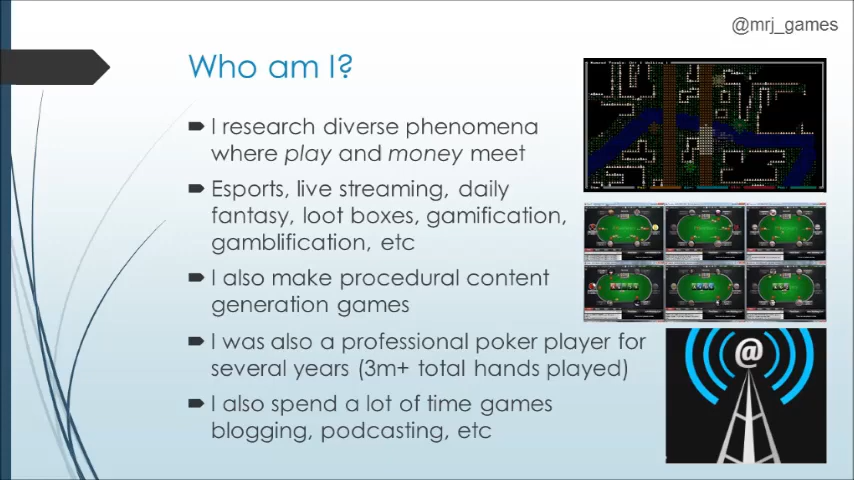 @mrj_games
Who am I?
I research diverse phenomena
where play and money meet
Esports, live streaming, daily
fantasy, loot boxes, gamification,
gamblification, etc
I also make procedural content
generation games
I was also a professional poker player for
several years (3m+ total hands played)
I also spend a lot of time games
blogging, podcasting, etc
@